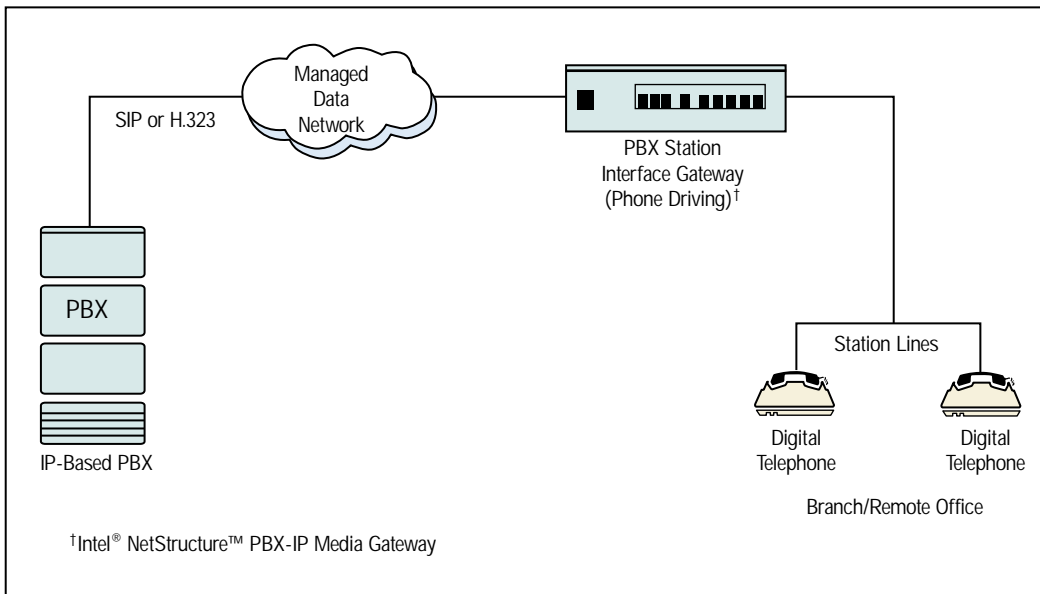 Managed
Data
Network
SIP or H.323
PBX Station
Interface Gateway
(Phone Driving)†
PBX
IP-Based PBX
Station Lines
Digital
Telephone
Digital
Telephone
Branch/Remote Office
†Intel® NetStructure™ PBX-IP Media Gateway